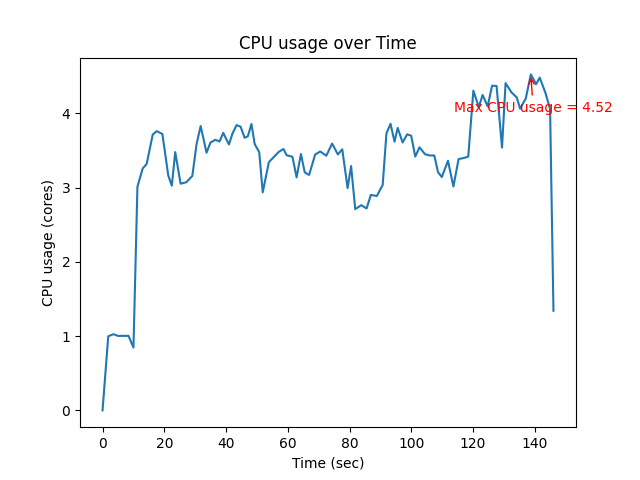 CPU usage over Time
4
3
2
1
0
CPU usage (cores)
Max CPU usage = 4.52
0 20 40 60 80 100 120 140
Time (sec)